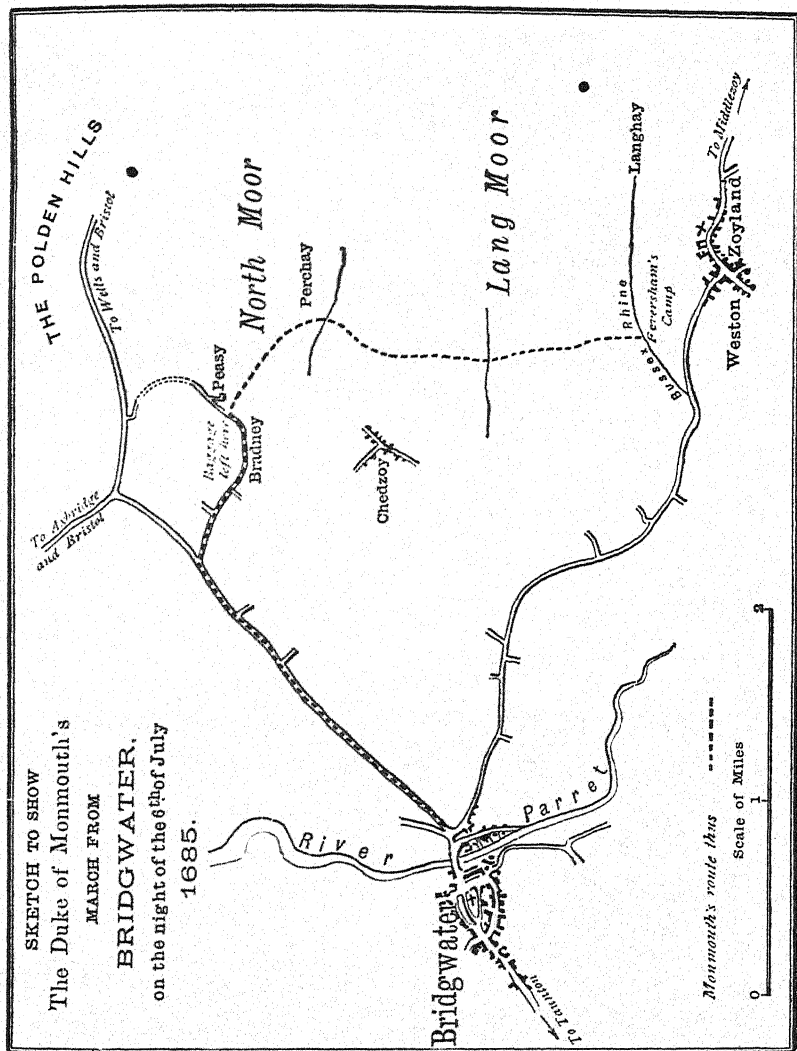 SKETCH TO SHOW
The Duke of Monmouth's
MARCH FROM
BRIDGWATER.
on the night of the 6th of July
1685.
THE POLDEN HILLS
To Wells and Bristol
To Axbridge
and Bristol
North Moor
Peasy
Baggage
left here
Bradney
Perchay
Chedzoy
Lang Moor
Langhay
Bussex Rhine
Feversham's
Camp
To Middlezoy
Weston
Zoyland
River Parret
Bridgwater
To Taunton
Monmouth's route thus
Scale of Miles
0 1 2